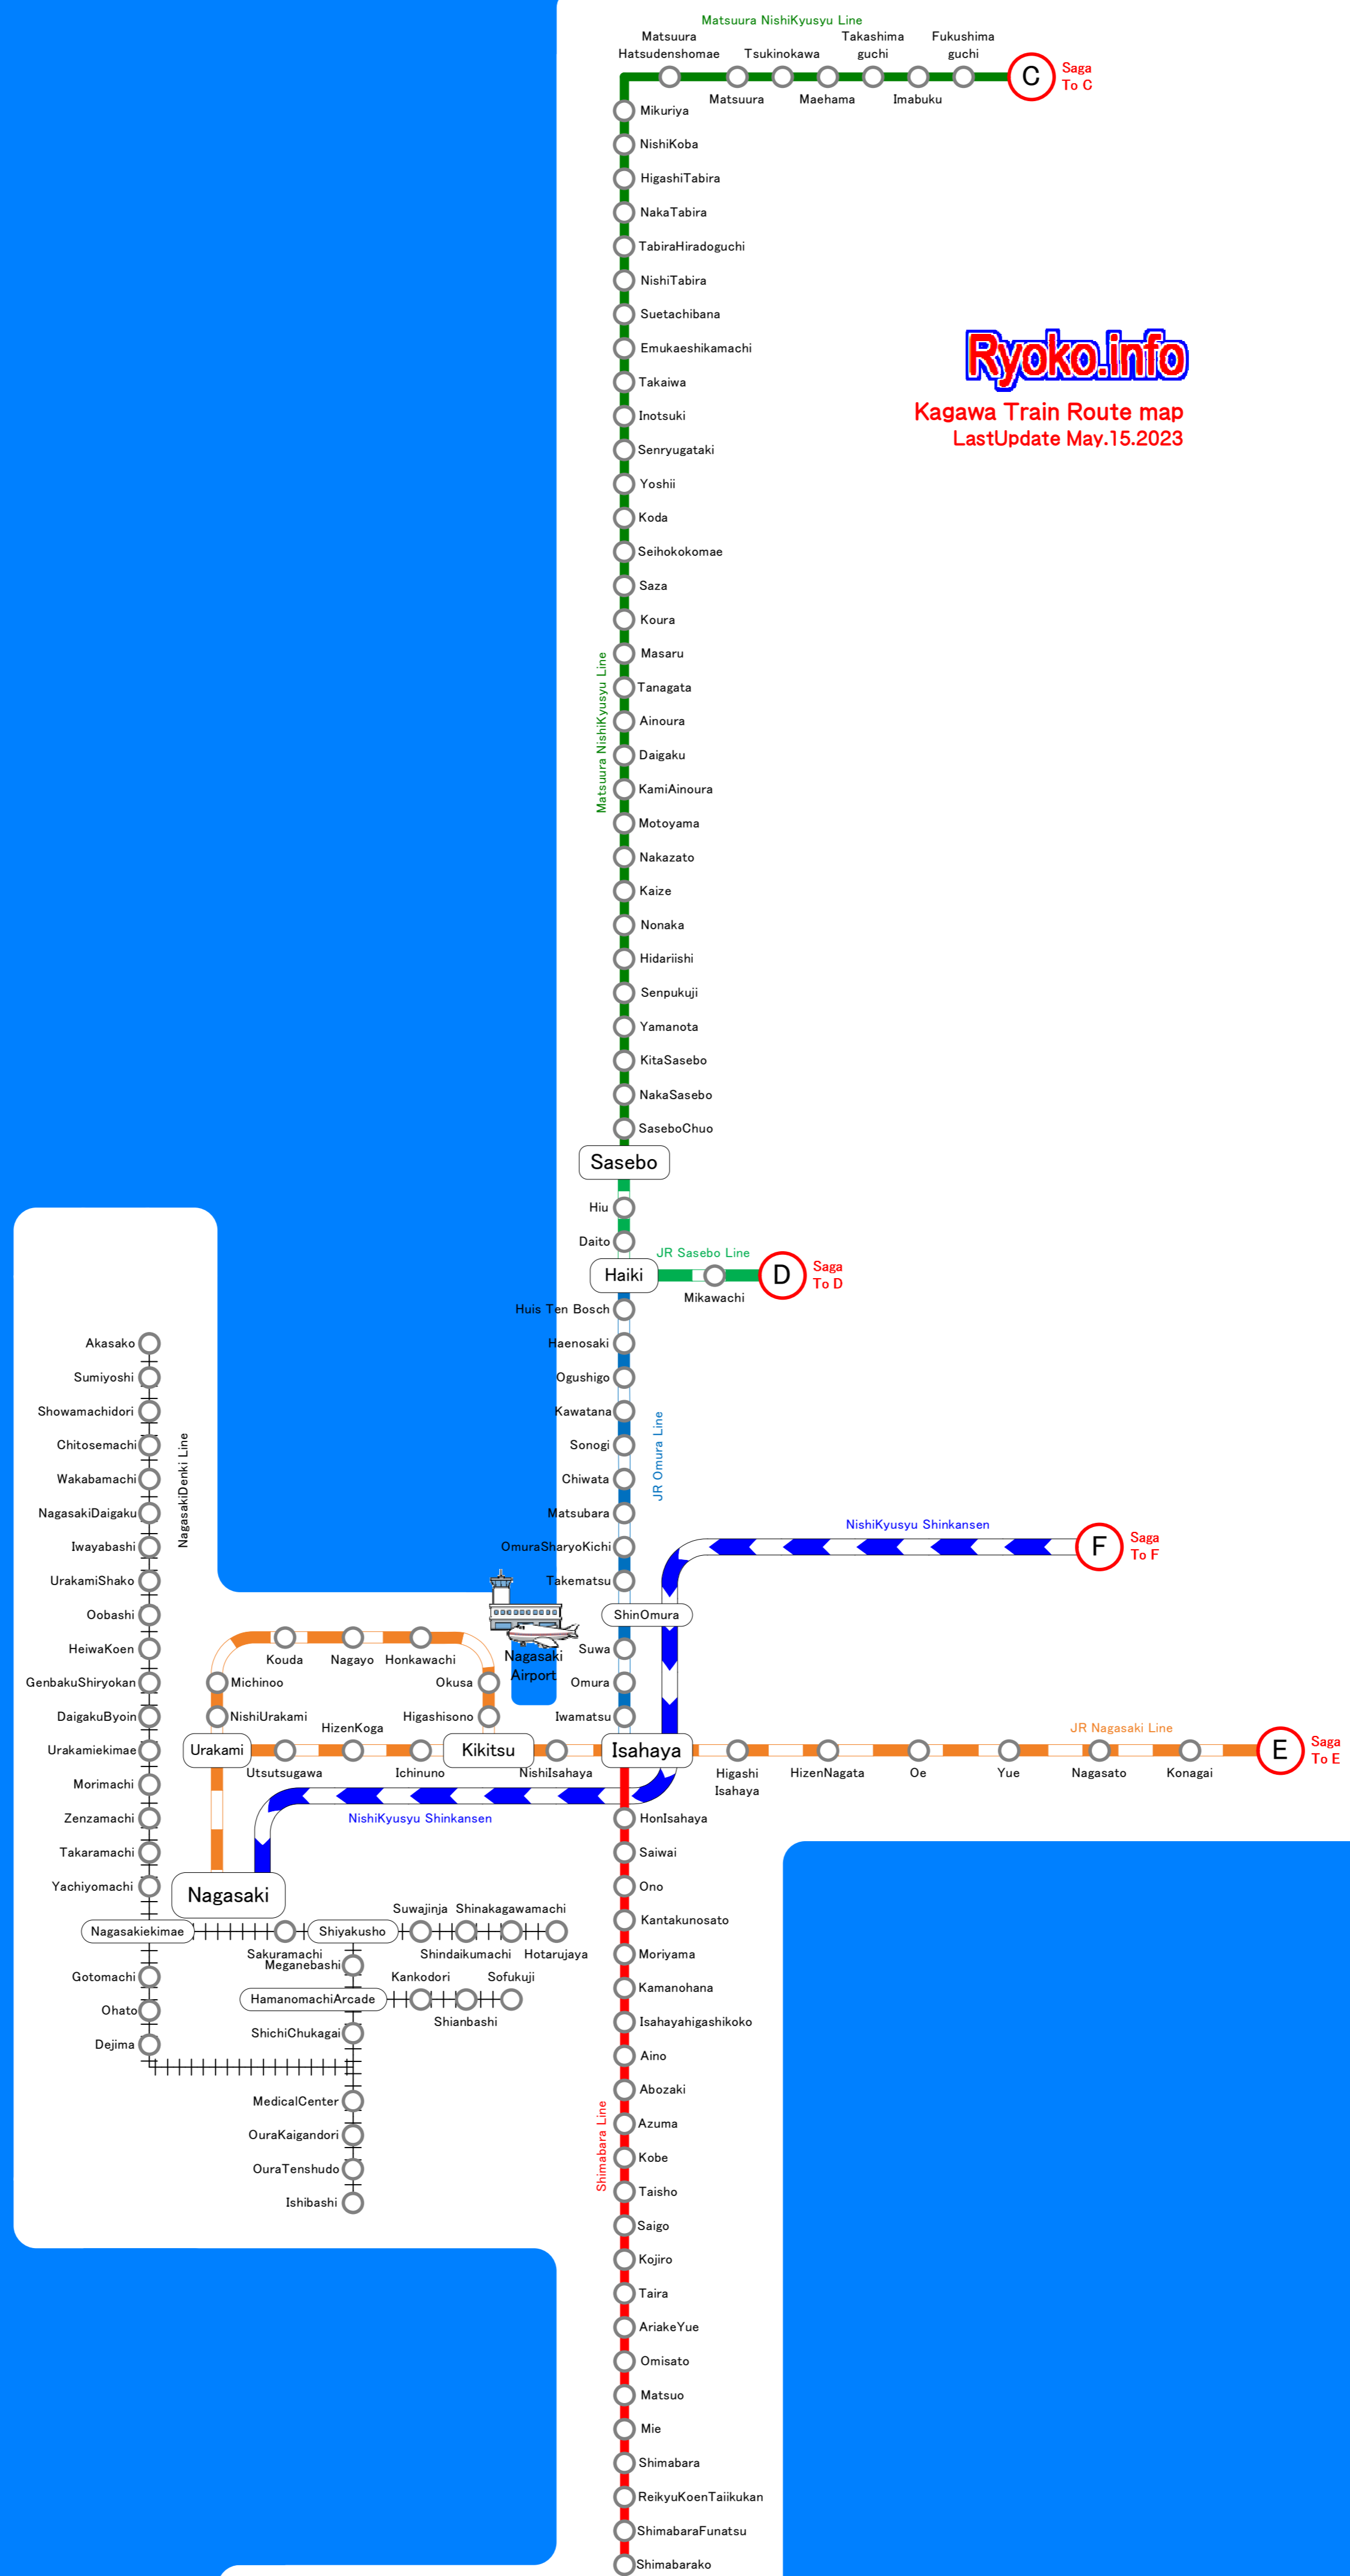 Matsuura NishiKyusyu Line
Matsuura
Hatsudenshomae
Tsukinokawa
Takashima
guchi
Fukushima
guchi
C
Saga
To C
Matsuura
Maehama
Imabuku
Mikuriya
NishiKoba
HigashiTabira
NakaTabira
TabiraHiradoguchi
NishiTabira
Suetachibana
Emukaeshikamachi
Takaiwa
Inotsuki
Senryugataki
Yoshii
Koda
Seihokokomae
Saza
Koura
Masaru
Tanagata
Ainoura
Daigaku
KamiAinoura
Motoyama
Nakazato
Kaize
Nonaka
Hidariishi
Senpukuji
Yamanota
KitaSasebo
NakaSasebo
SaseboChuo
Matsuura NishiKyusyu Line
Ryoko.info
Kagawa Train Route map
LastUpdate May.15.2023
Sasebo
Hiu
Daito
Haiki
JR Sasebo Line
Mikawachi
D
Saga
To D
Huis Ten Bosch
Haenosaki
Ogushigo
Kawatana
Sonogi
Chiwata
Matsubara
OmuraSharyoKichi
Takematsu
ShinOmura
Suwa
Omura
Iwamatsu
JR Omura Line
NishiKyusyu Shinkansen
F
Saga
To F
Nagasaki
Airport
Akasako
Sumiyoshi
Showamachidori
Chitosemachi
Wakabamachi
NagasakiDaigaku
Iwayabashi
UrakamiShako
Oobashi
HeiwaKoen
GenbakuShiryokan
DaigakuByoin
Urakamiekimae
Morimachi
Zenzamachi
Takaramachi
Yachiyomachi
NagasakiDenki Line
Kouda
Nagayo
Honkawachi
Michinoo
Okusa
NishiUrakami
Higashisono
HizenKoga
Urakami
Kikitsu
Isahaya
Utsutsugawa
Ichinuno
NishiIsahaya
JR Nagasaki Line
Higashi
Isahaya
HizenNagata
Oe
Yue
Nagasato
Konagai
E
Saga
To E
NishiKyusyu Shinkansen
Nagasaki
Nagasakiekimae
Sakuramachi
Shiyakusho
Suwajinja
Shinakagawamachi
Shindaikumachi
Hotarujaya
Meganebashi
HamanomachiArcade
Kankodori
Sofukuji
Shianbashi
Gotomachi
Ohato
Dejima
ShichiChukagai
MedicalCenter
OuraKaigandori
OuraTenshudo
Ishibashi
HonIsahaya
Saiwai
Ono
Kantakunosato
Moriyama
Kamanohana
Isahayahigashikoko
Aino
Abozaki
Azuma
Kobe
Taisho
Saigo
Kojiro
Taira
AriakeYue
Omisato
Matsuo
Mie
Shimabara
ReikyuKoenTaiikukan
ShimabaraFunatsu
Shimabarako
Shimabara Line